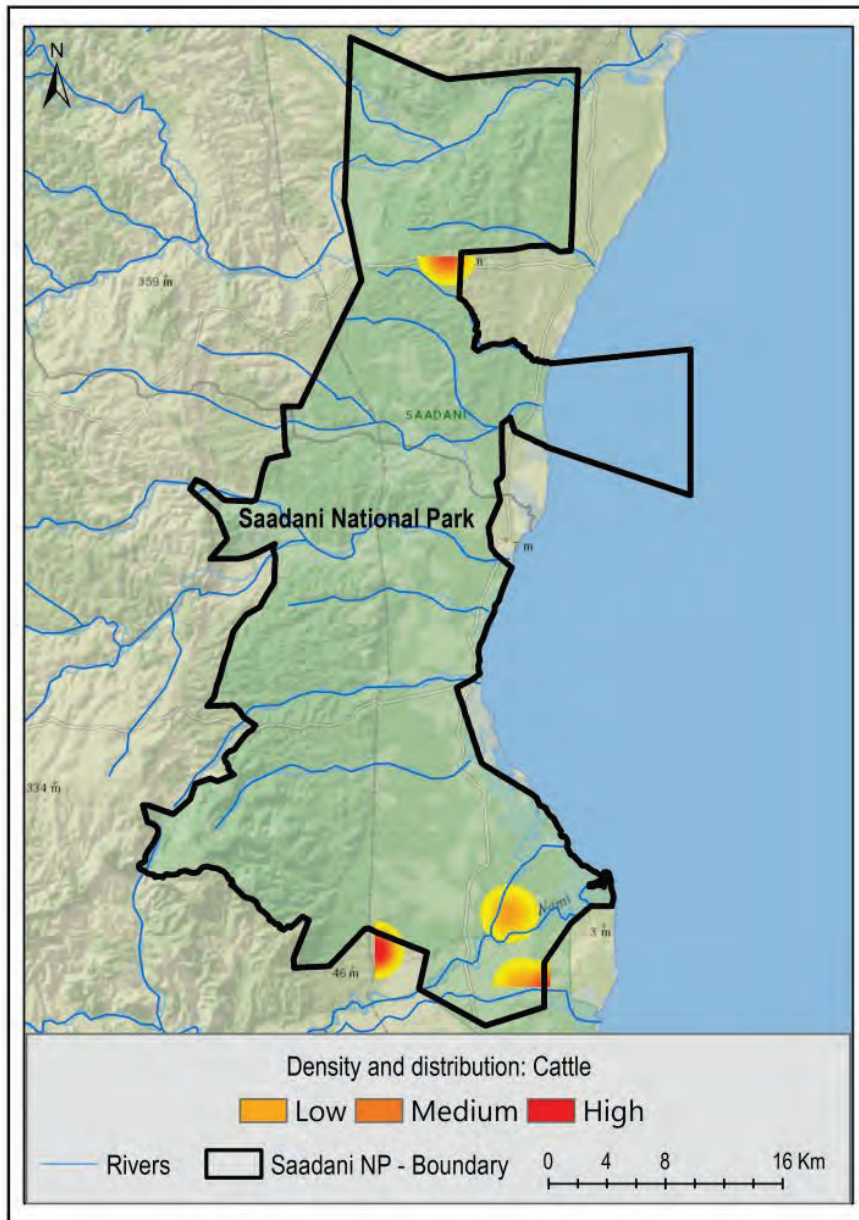 N
359 m
n
SAADANI
Saadani National Park
7 m
334 m
Nami
3 m
46 m
Density and distribution: Cattle
Low Medium High
Rivers Saadani NP - Boundary 0 4 8 16 Km